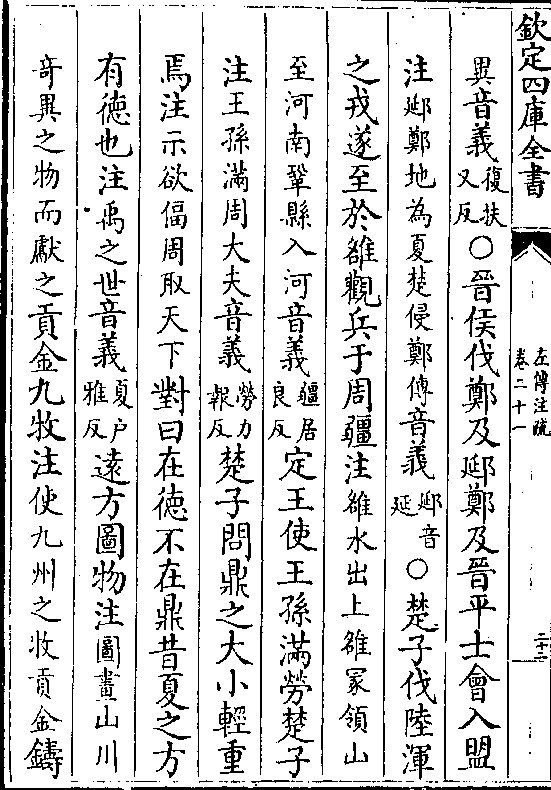 欽定四庫全書
左傳注疏
卷二十一
二十二
異音義復扶又反○晉侯伐鄭及郔鄭及晉平士會入盟
注郔鄭地為夏楚侵鄭傳音義郔音延○楚子伐陸渾
之戎遂至於雒觀兵于周疆注雒水出上雒冢領山
至河南鞏縣入河音義疆居良反定王使王孫滿勞楚子
注王孫滿周大夫音義勞力報反楚子問鼎之大小輕重
焉注示欲偪周取天下對曰在德不在鼎昔夏之方
有德也注禹之世音義夏户雅反遠方圖物注圖畫山川
竒異之物而獻之貢金九牧注使九州之牧貢金鑄